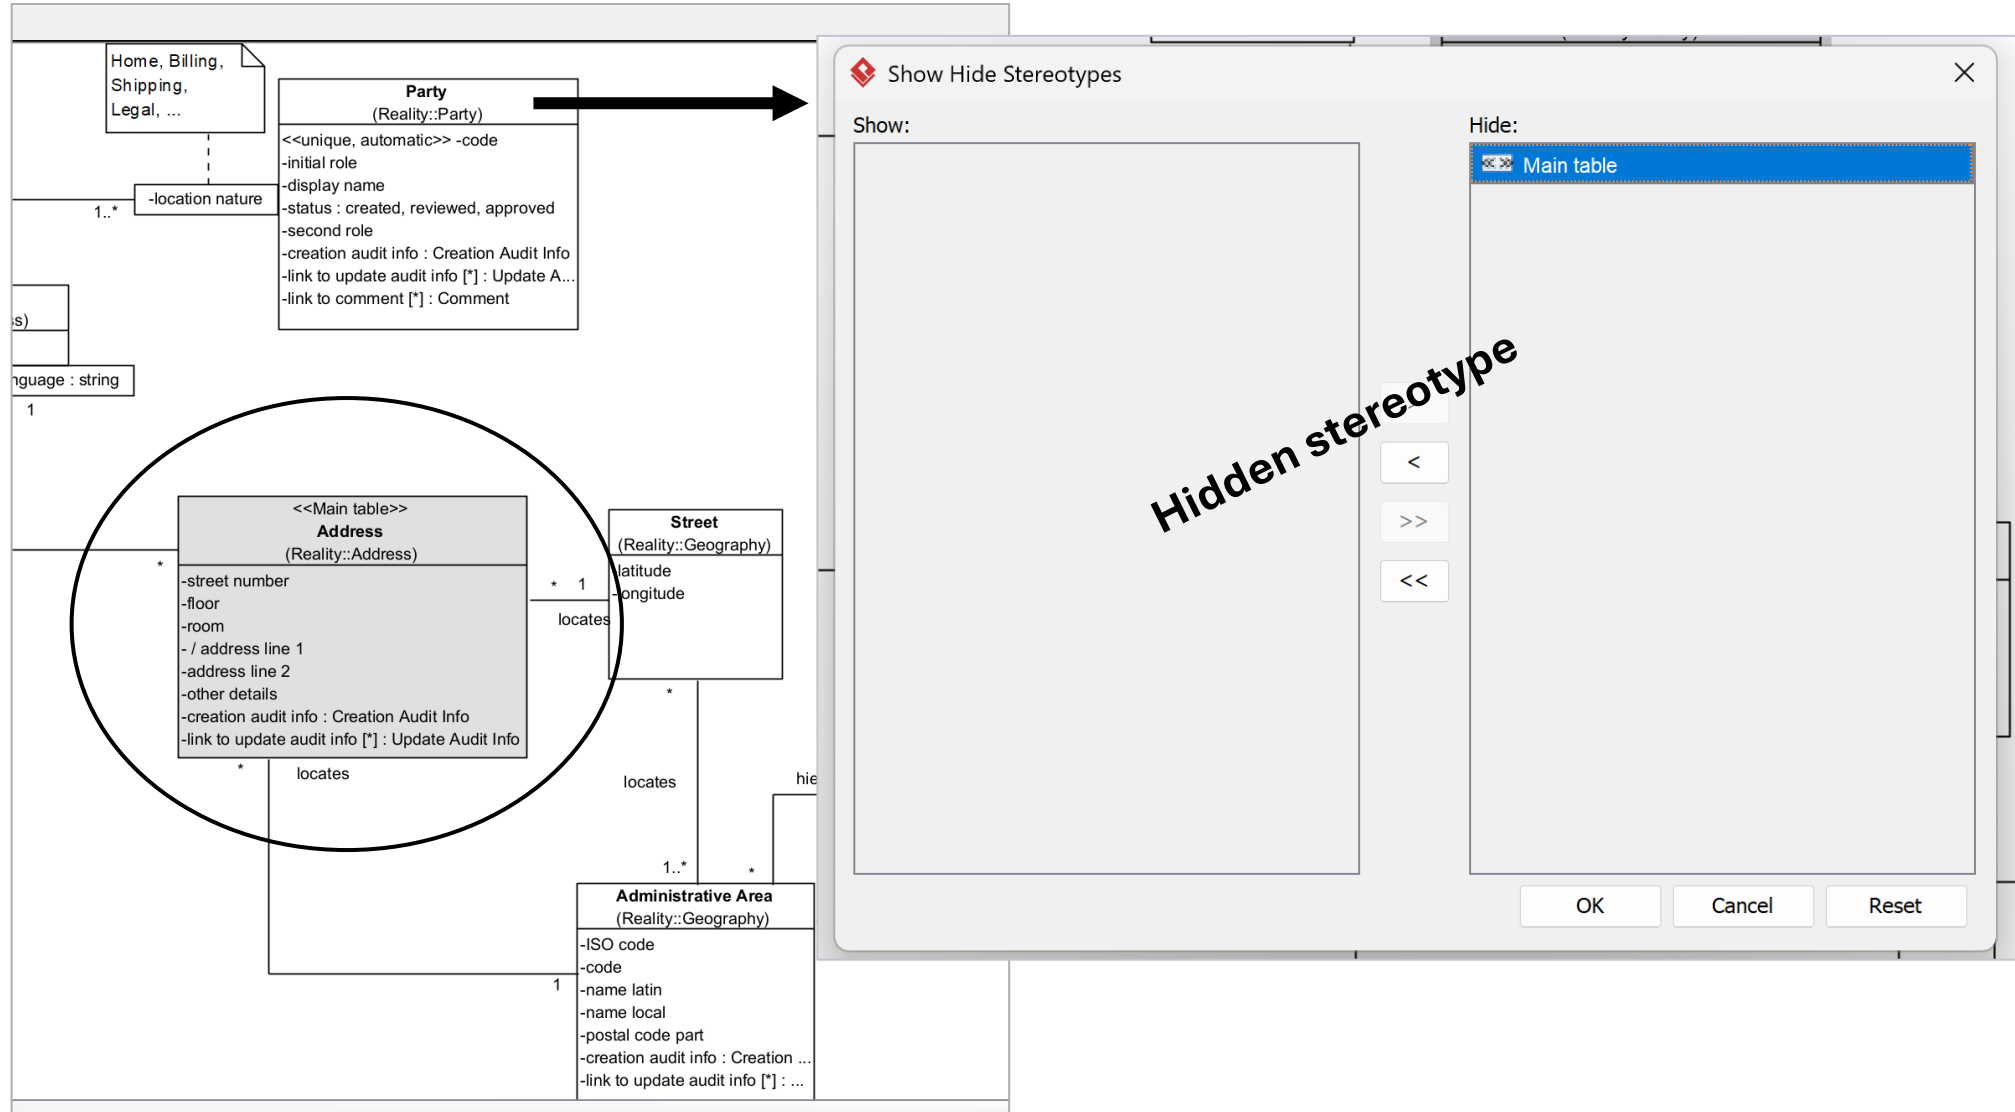 Home, Billing,
Shipping,
Legal, ...
Party
(Reality::Party)
<<unique, automatic>> -code
-initial role
-display name
-status : created, reviewed, approved
-second role
-creation audit info : Creation Audit Info
-link to update audit info [*] : Update A...
-link to comment [*] : Comment
-location nature
1..*
s)
nguage : string
1
<<Main table>>
Address
(Reality::Address)
-street number
-floor
-room
- / address line 1
-address line 2
-other details
-creation audit info : Creation Audit Info
-link to update audit info [*] : Update Audit Info
*
* 1
locates
Street
(Reality::Geography)
-latitude
-longitude
*
* locates
locates
hie
1..* *
Administrative Area
(Reality::Geography)
-ISO code
-code
-name latin
-name local
-postal code part
-creation audit info : Creation ...
-link to update audit info [*] : ...
1
Show Hide Stereotypes
Show:
Hide:
Main table
Hidden stereotype
<
>>
<<
OK
Cancel
Reset